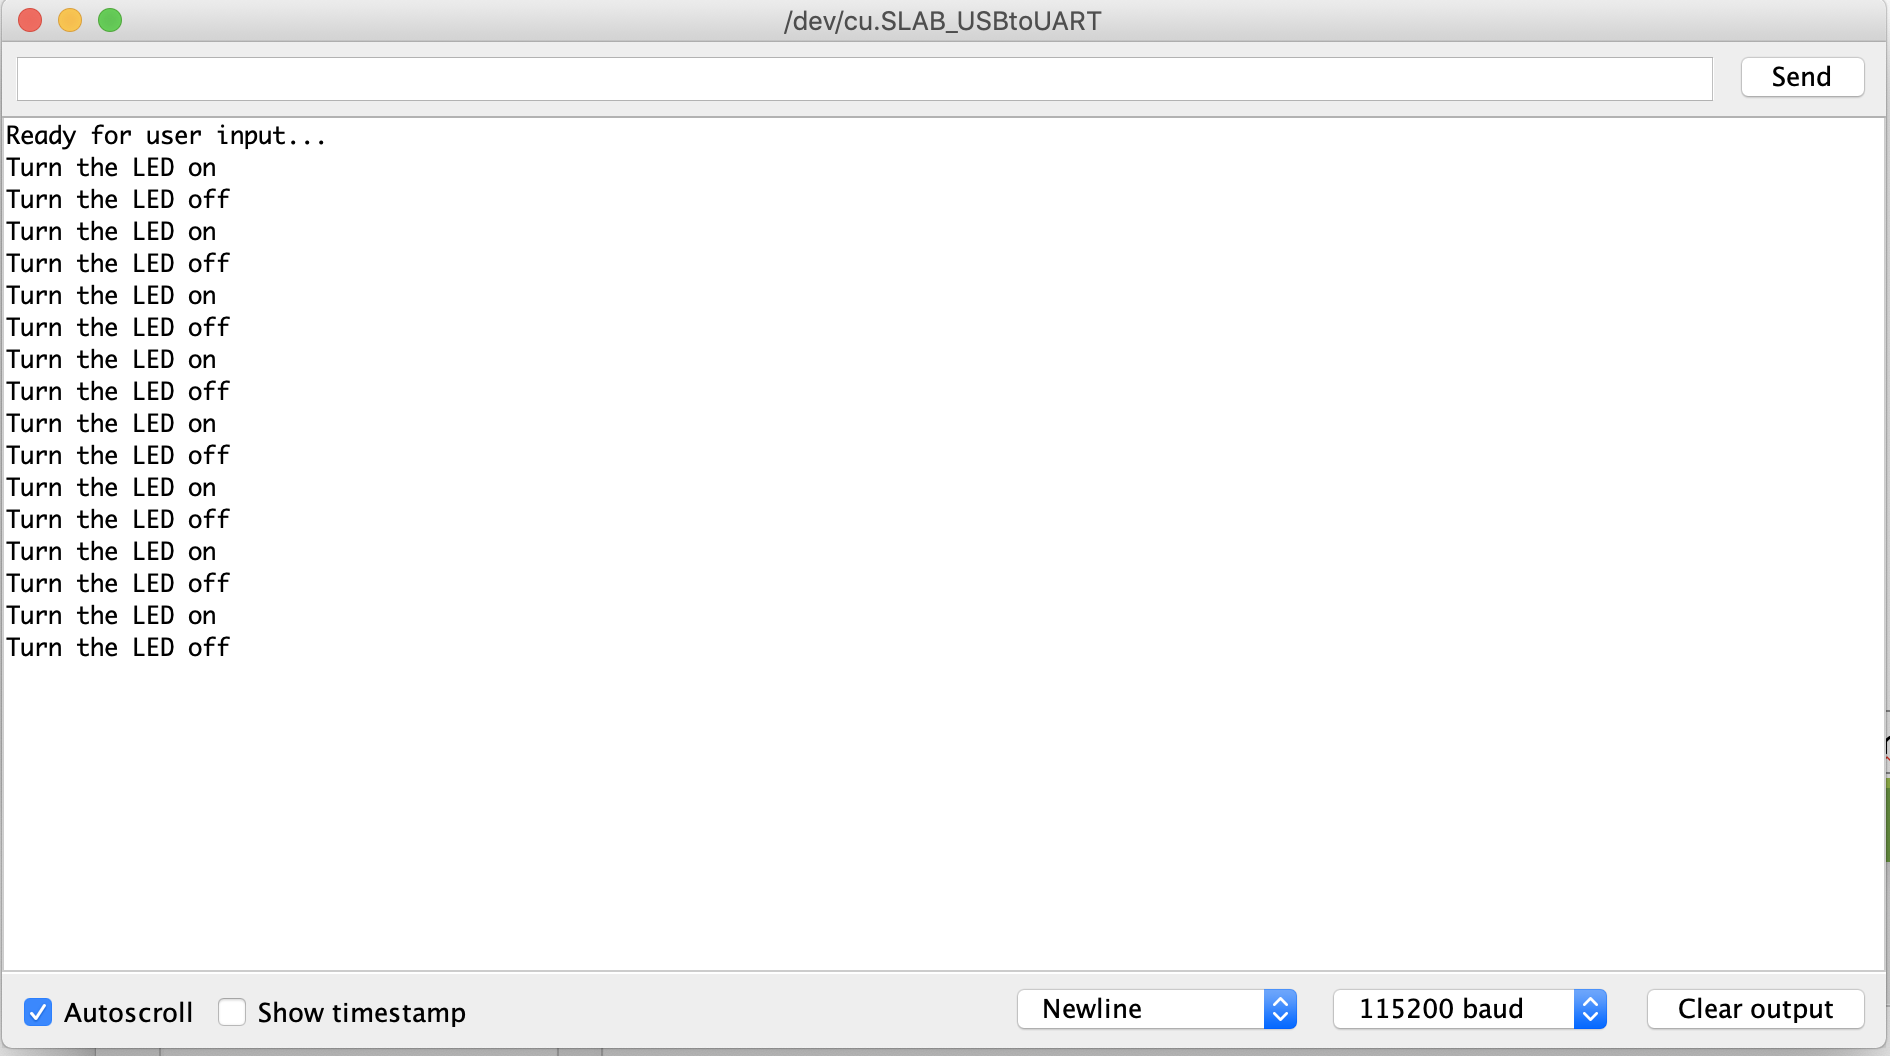 /dev/cu.SLAB_USBtoUART
Send
Ready for user input...
Turn the LED on
Turn the LED off
Turn the LED on
Turn the LED off
Turn the LED on
Turn the LED off
Turn the LED on
Turn the LED off
Turn the LED on
Turn the LED off
Turn the LED on
Turn the LED off
Turn the LED on
Turn the LED off
Turn the LED on
Turn the LED off
Autoscroll Show timestamp Newline 115200 baud Clear output